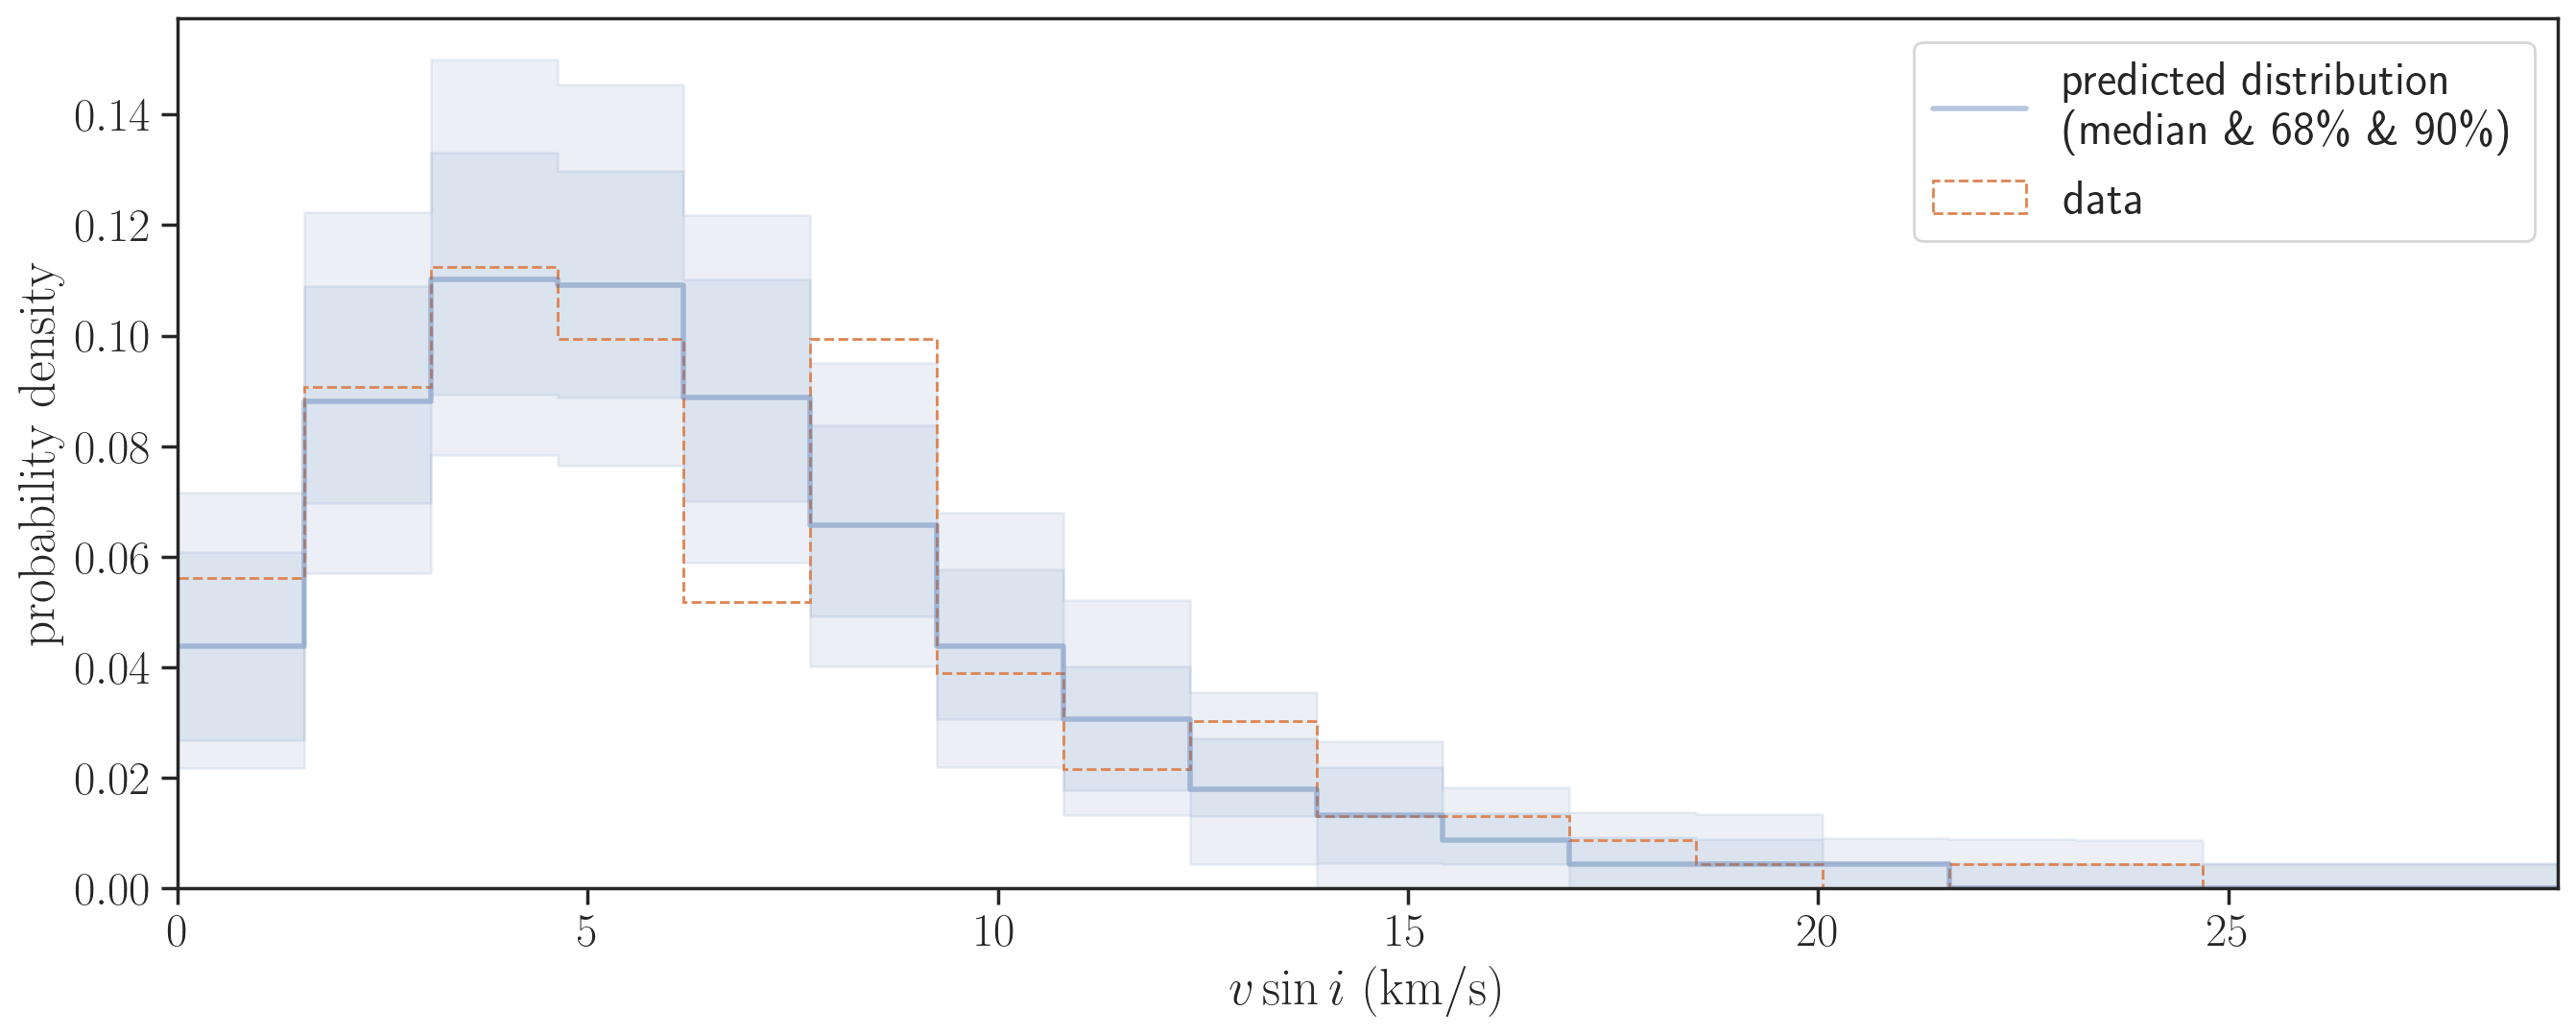 probability density
0.14
0.12
0.10
0.08
0.06
0.04
0.02
0.00
0
5
10
15
20
25
v sin i (km/s)
predicted distribution
(median & 68% & 90%)
data